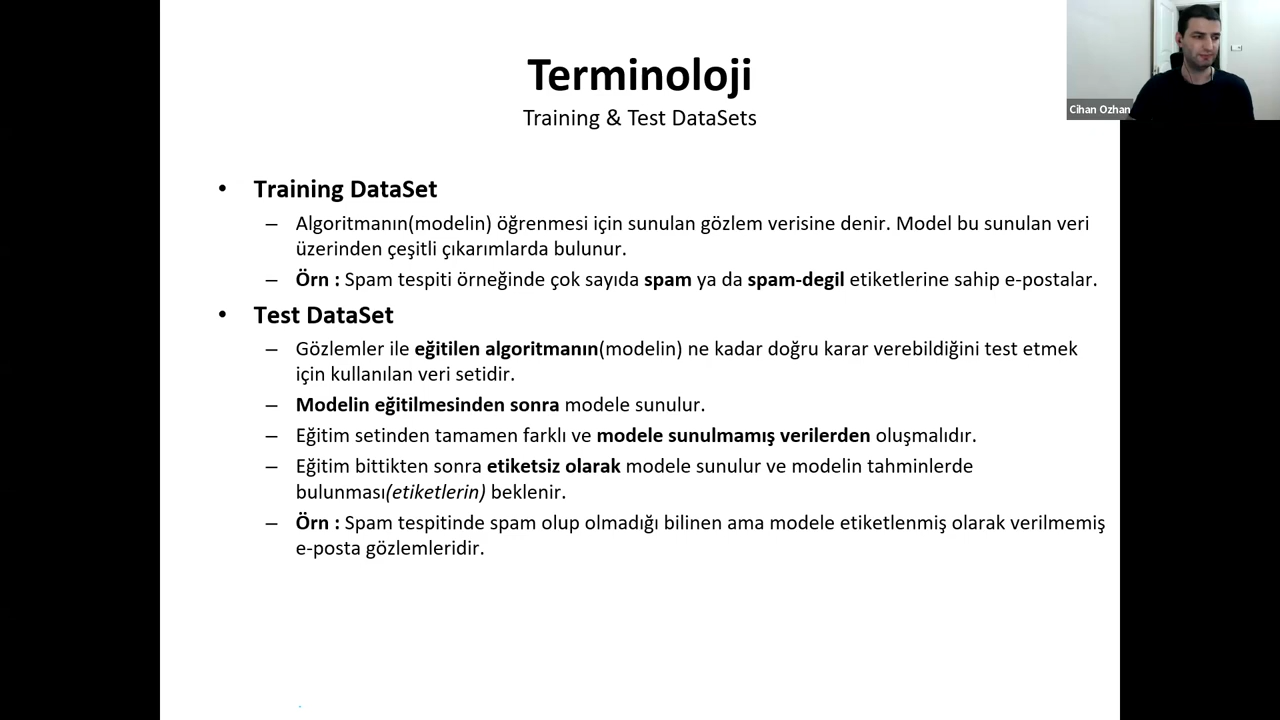 Terminoloji
Training & Test DataSets
Cihan Ozhan
• Training DataSet
– Algoritmanın(modelin) öğrenmesi için sunulan gözlem verisine denir. Model bu sunulan veri
üzerinden çeşitli çıkarımlarda bulunur.
– Örn : Spam tespiti örneğinde çok sayıda spam ya da spam-degil etiketlerine sahip e-postalar.
• Test DataSet
– Gözlemler ile eğitilen algoritmanın(modelin) ne kadar doğru karar verebildiğini test etmek
için kullanılan veri setidir.
– Modelin eğitilmesinden sonra modele sunulur.
– Eğitim setinden tamamen farklı ve modele sunulmamış verilerden oluşmalıdır.
– Eğitim bittikten sonra etiketsiz olarak modele sunulur ve modelin tahminlerde
bulunması(etiketlerin) beklenir.
– Örn : Spam tespitinde spam olup olmadığı bilinen ama modele etiketlenmiş olarak verilmemiş
e-posta gözlemleridir.